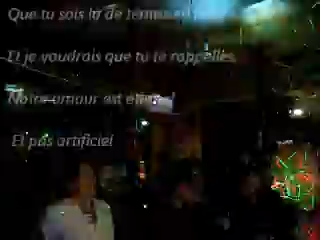 Que tu sois là de temps en
Et je voudrais que tu te rappelles
Notre amour est
Et pas artificiel